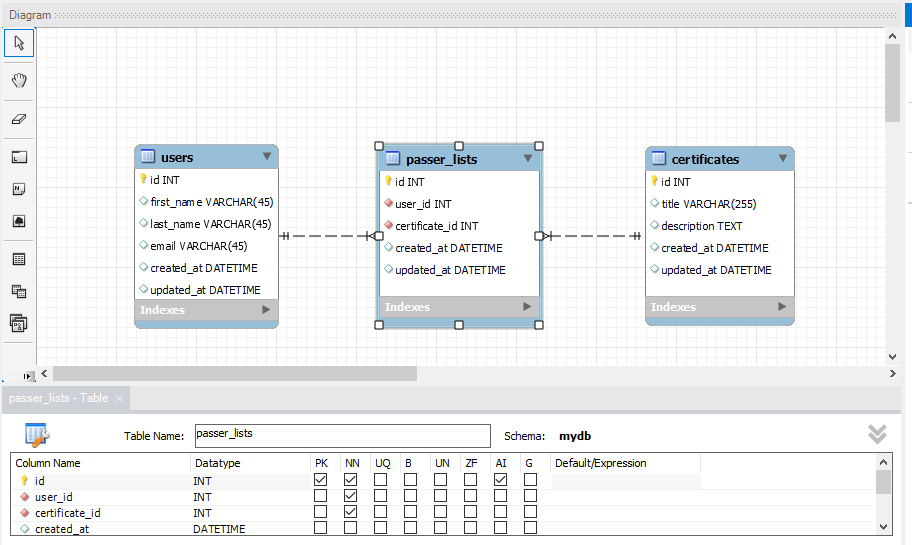 Diagram
users
id INT
first_name VARCHAR(45)
last_name VARCHAR(45)
email VARCHAR(45)
created_at DATETIME
updated_at DATETIME
Indexes
passer_lists
id INT
user_id INT
certificate_id INT
created_at DATETIME
updated_at DATETIME
Indexes
certificates
id INT
title VARCHAR(255)
description TEXT
created_at DATETIME
updated_at DATETIME
Indexes
passer_lists - Table
Table Name: passer_lists Schema: mydb
Column Name Datatype PK NN UQ B UN ZF AI G Default/Expression
id INT
user_id INT
certificate_id INT
created_at DATETIME